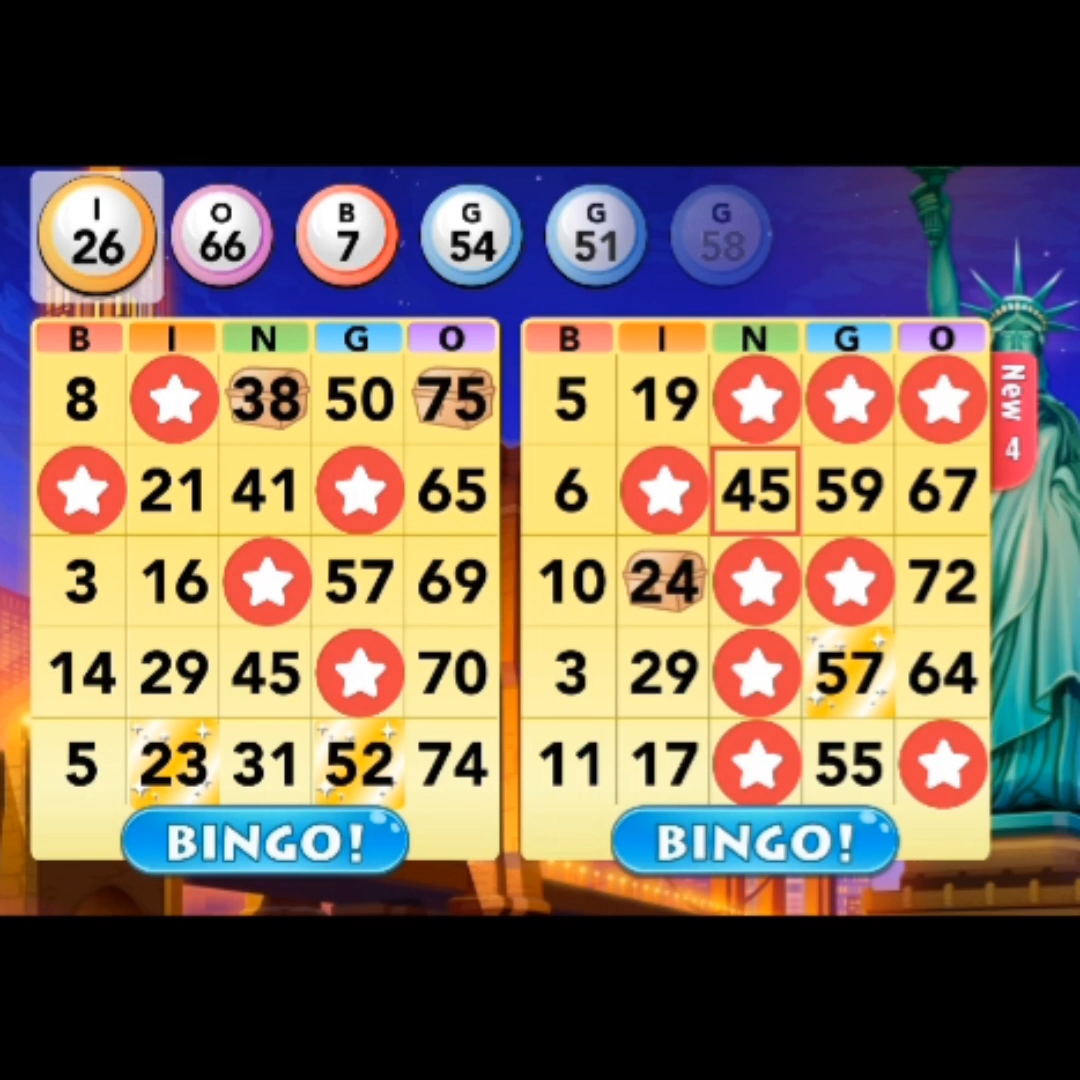 I O B G G G
26 66 7 54 51 58
B I N G O
8 38 50 75
21 41 65
3 16 57 69
14 29 45 70
5 23 31 52 74
BINGO!
B I N G O
5 19
6 45 59 67
10 24 72
3 29 57 64
11 17 55
BINGO!
New 4